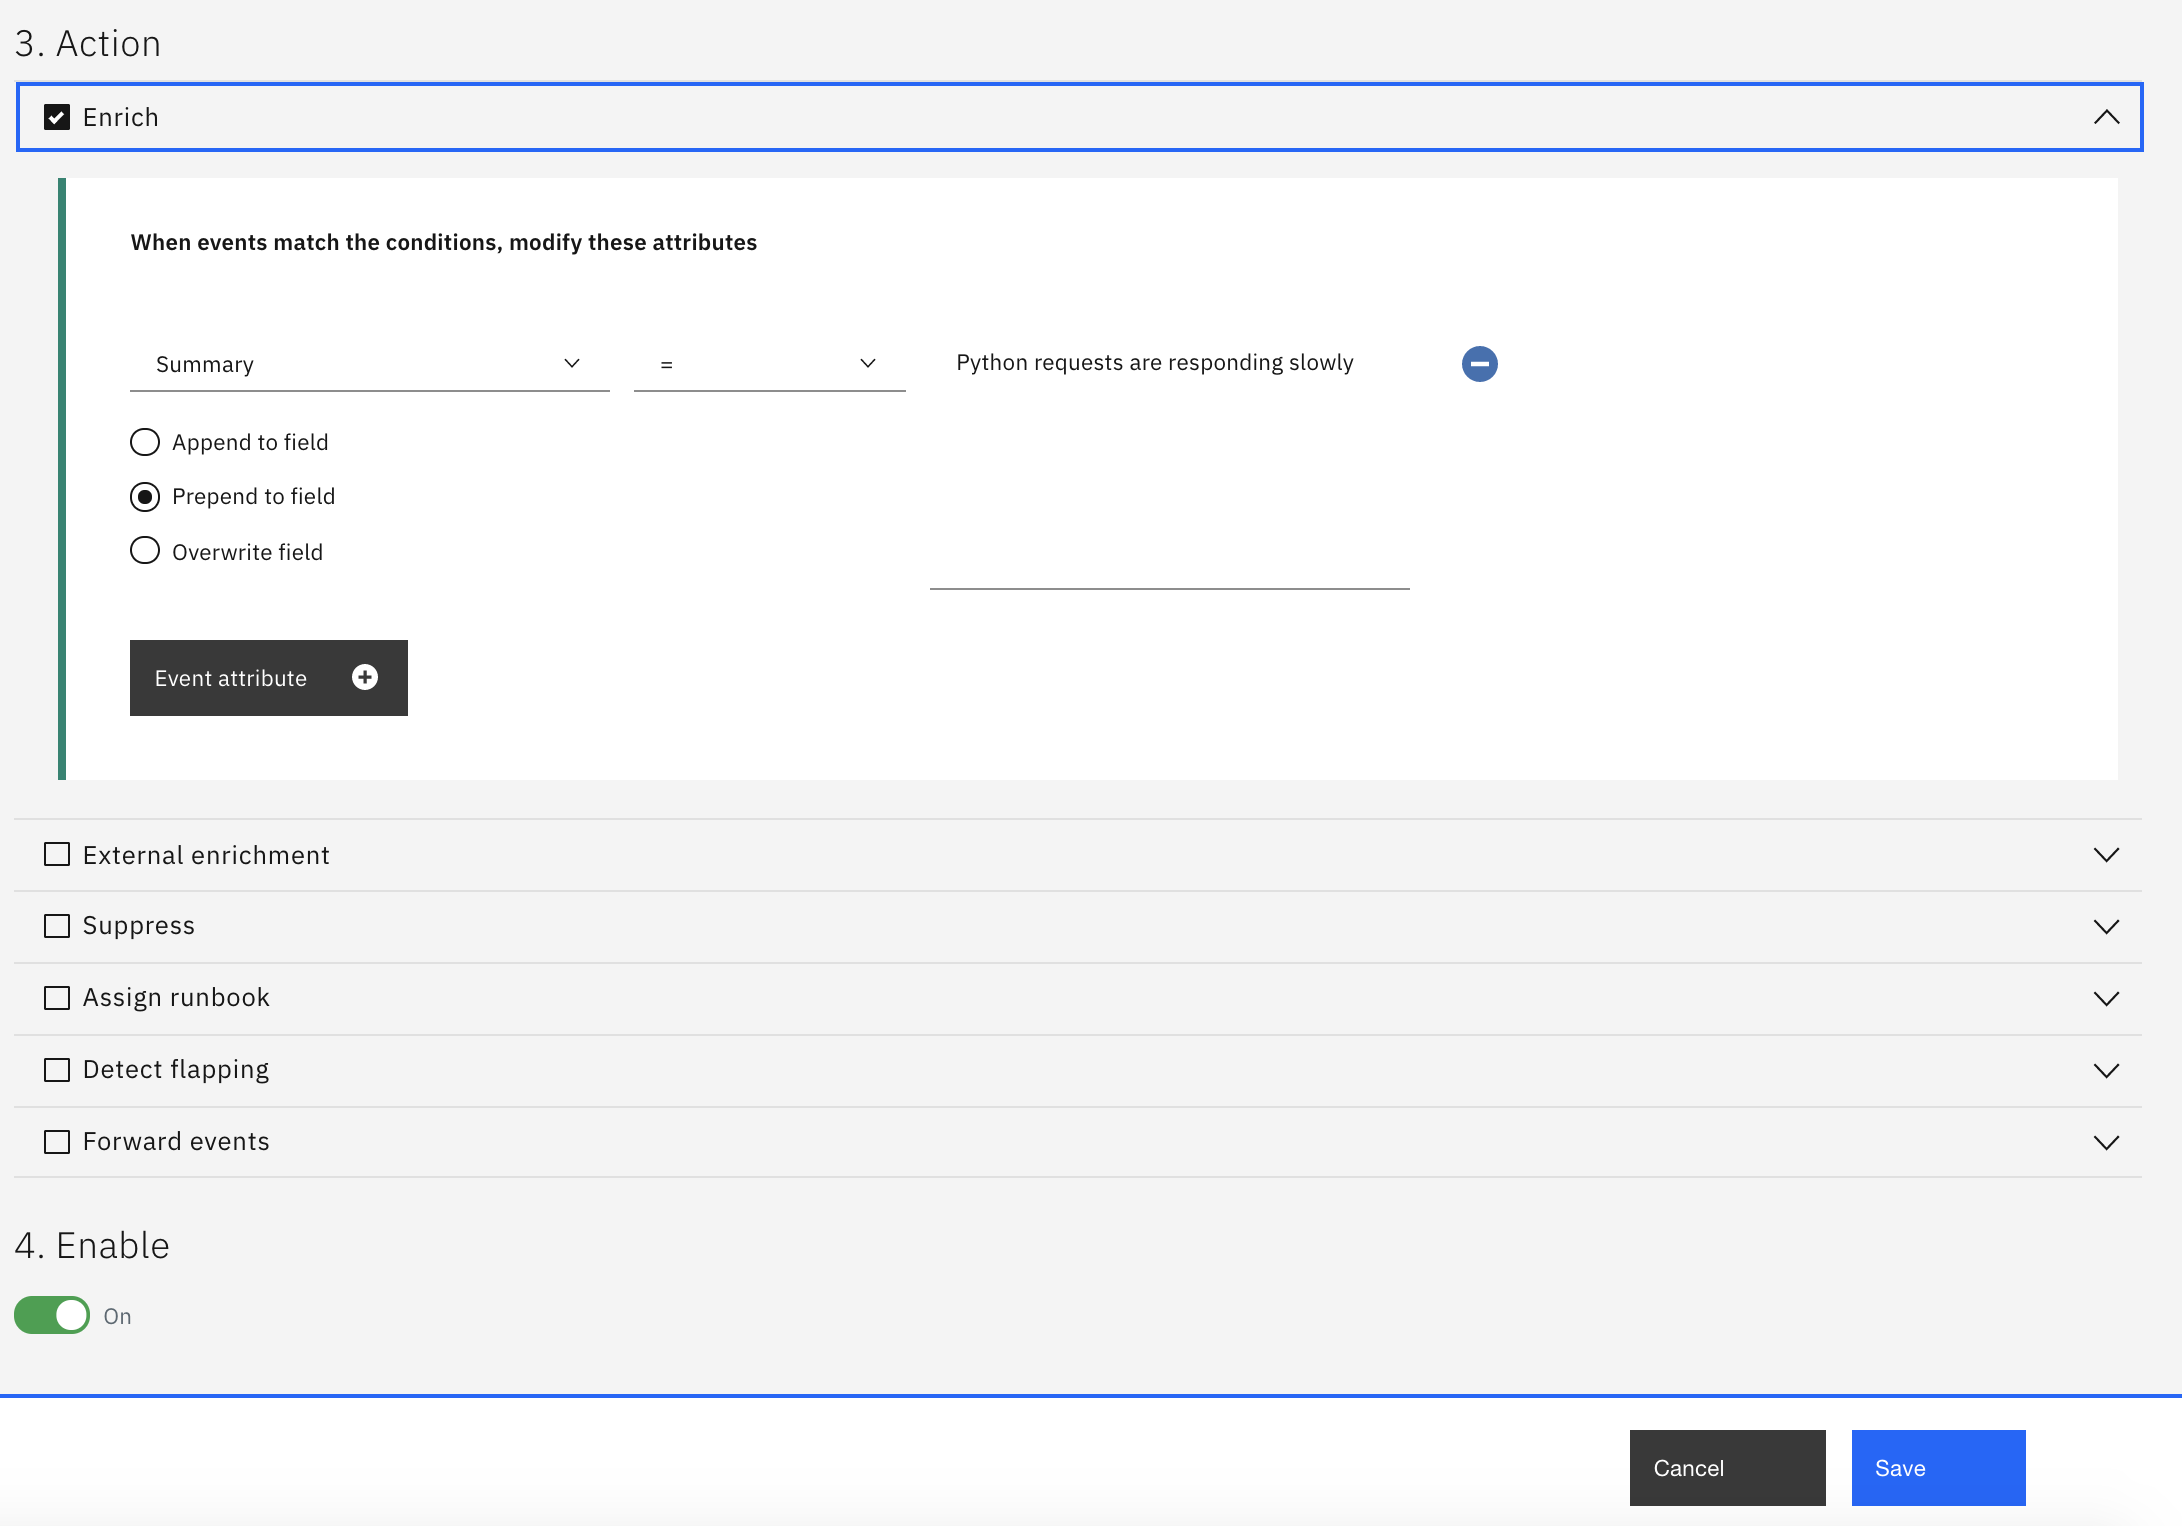 3. Action
Enrich
When events match the conditions, modify these attributes
Summary = Python requests are responding slowly
Append to field
Prepend to field
Overwrite field
Event attribute
External enrichment
Suppress
Assign runbook
Detect flapping
Forward events
4. Enable
On
Cancel Save